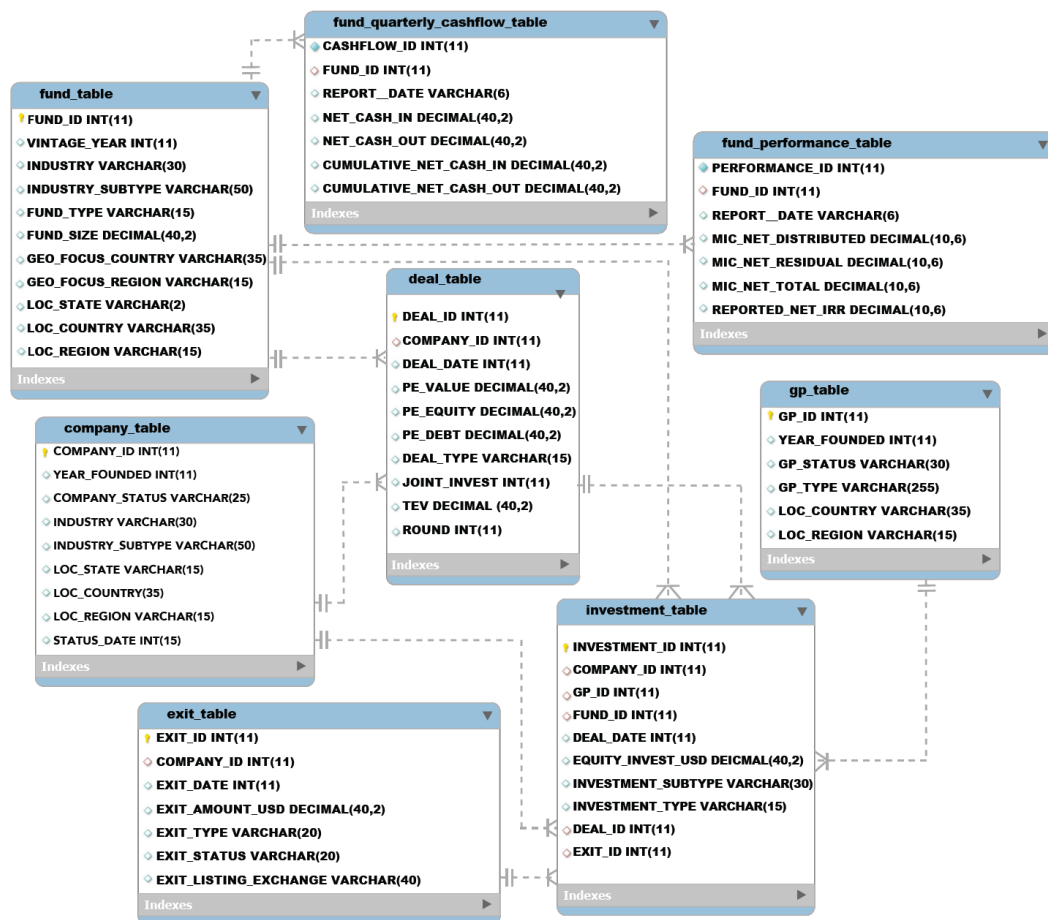 fund_quarterly_cashflow_table
CASHFLOW_ID INT(11)
FUND_ID INT(11)
REPORT__DATE VARCHAR(6)
NET_CASH_IN DECIMAL(40,2)
NET_CASH_OUT DECIMAL(40,2)
CUMULATIVE_NET_CASH_IN DECIMAL(40,2)
CUMULATIVE_NET_CASH_OUT DECIMAL(40,2)
Indexes
fund_table
FUND_ID INT(11)
VINTAGE_YEAR INT(11)
INDUSTRY VARCHAR(30)
INDUSTRY_SUBTYPE VARCHAR(50)
FUND_TYPE VARCHAR(15)
FUND_SIZE DECIMAL(40,2)
GEO_FOCUS_COUNTRY VARCHAR(35)
GEO_FOCUS_REGION VARCHAR(15)
LOC_STATE VARCHAR(2)
LOC_COUNTRY VARCHAR(35)
LOC_REGION VARCHAR(15)
Indexes
fund_performance_table
PERFORMANCE_ID INT(11)
FUND_ID INT(11)
REPORT__DATE VARCHAR(6)
MIC_NET_DISTRIBUTED DECIMAL(10,6)
MIC_NET_RESIDUAL DECIMAL(10,6)
MIC_NET_TOTAL DECIMAL(10,6)
REPORTED_NET_IRR DECIMAL(10,6)
Indexes
deal_table
DEAL_ID INT(11)
COMPANY_ID INT(11)
DEAL_DATE INT(11)
PE_VALUE DECIMAL(40,2)
PE_EQUITY DECIMAL(40,2)
PE_DEBT DECIMAL(40,2)
DEAL_TYPE VARCHAR(15)
JOINT_INVEST INT(11)
TEV DECIMAL (40,2)
ROUND INT(11)
Indexes
gp_table
GP_ID INT(11)
YEAR_FOUNDED INT(11)
GP_STATUS VARCHAR(30)
GP_TYPE VARCHAR(255)
LOC_COUNTRY VARCHAR(35)
LOC_REGION VARCHAR(15)
Indexes
company_table
COMPANY_ID INT(11)
YEAR_FOUNDED INT(11)
COMPANY_STATUS VARCHAR(25)
INDUSTRY VARCHAR(30)
INDUSTRY_SUBTYPE VARCHAR(50)
LOC_STATE VARCHAR(15)
LOC_COUNTRY(35)
LOC_REGION VARCHAR(15)
STATUS_DATE INT(15)
Indexes
investment_table
INVESTMENT_ID INT(11)
COMPANY_ID INT(11)
GP_ID INT(11)
FUND_ID INT(11)
DEAL_DATE INT(11)
EQUITY_INVEST_USD DEICMAL(40,2)
INVESTMENT_SUBTYPE VARCHAR(30)
INVESTMENT_TYPE VARCHAR(15)
DEAL_ID INT(11)
EXIT_ID INT(11)
Indexes
exit_table
EXIT_ID INT(11)
COMPANY_ID INT(11)
EXIT_DATE INT(11)
EXIT_AMOUNT_USD DECIMAL(40,2)
EXIT_TYPE VARCHAR(20)
EXIT_STATUS VARCHAR(20)
EXIT_LISTING_EXCHANGE VARCHAR(40)
Indexes